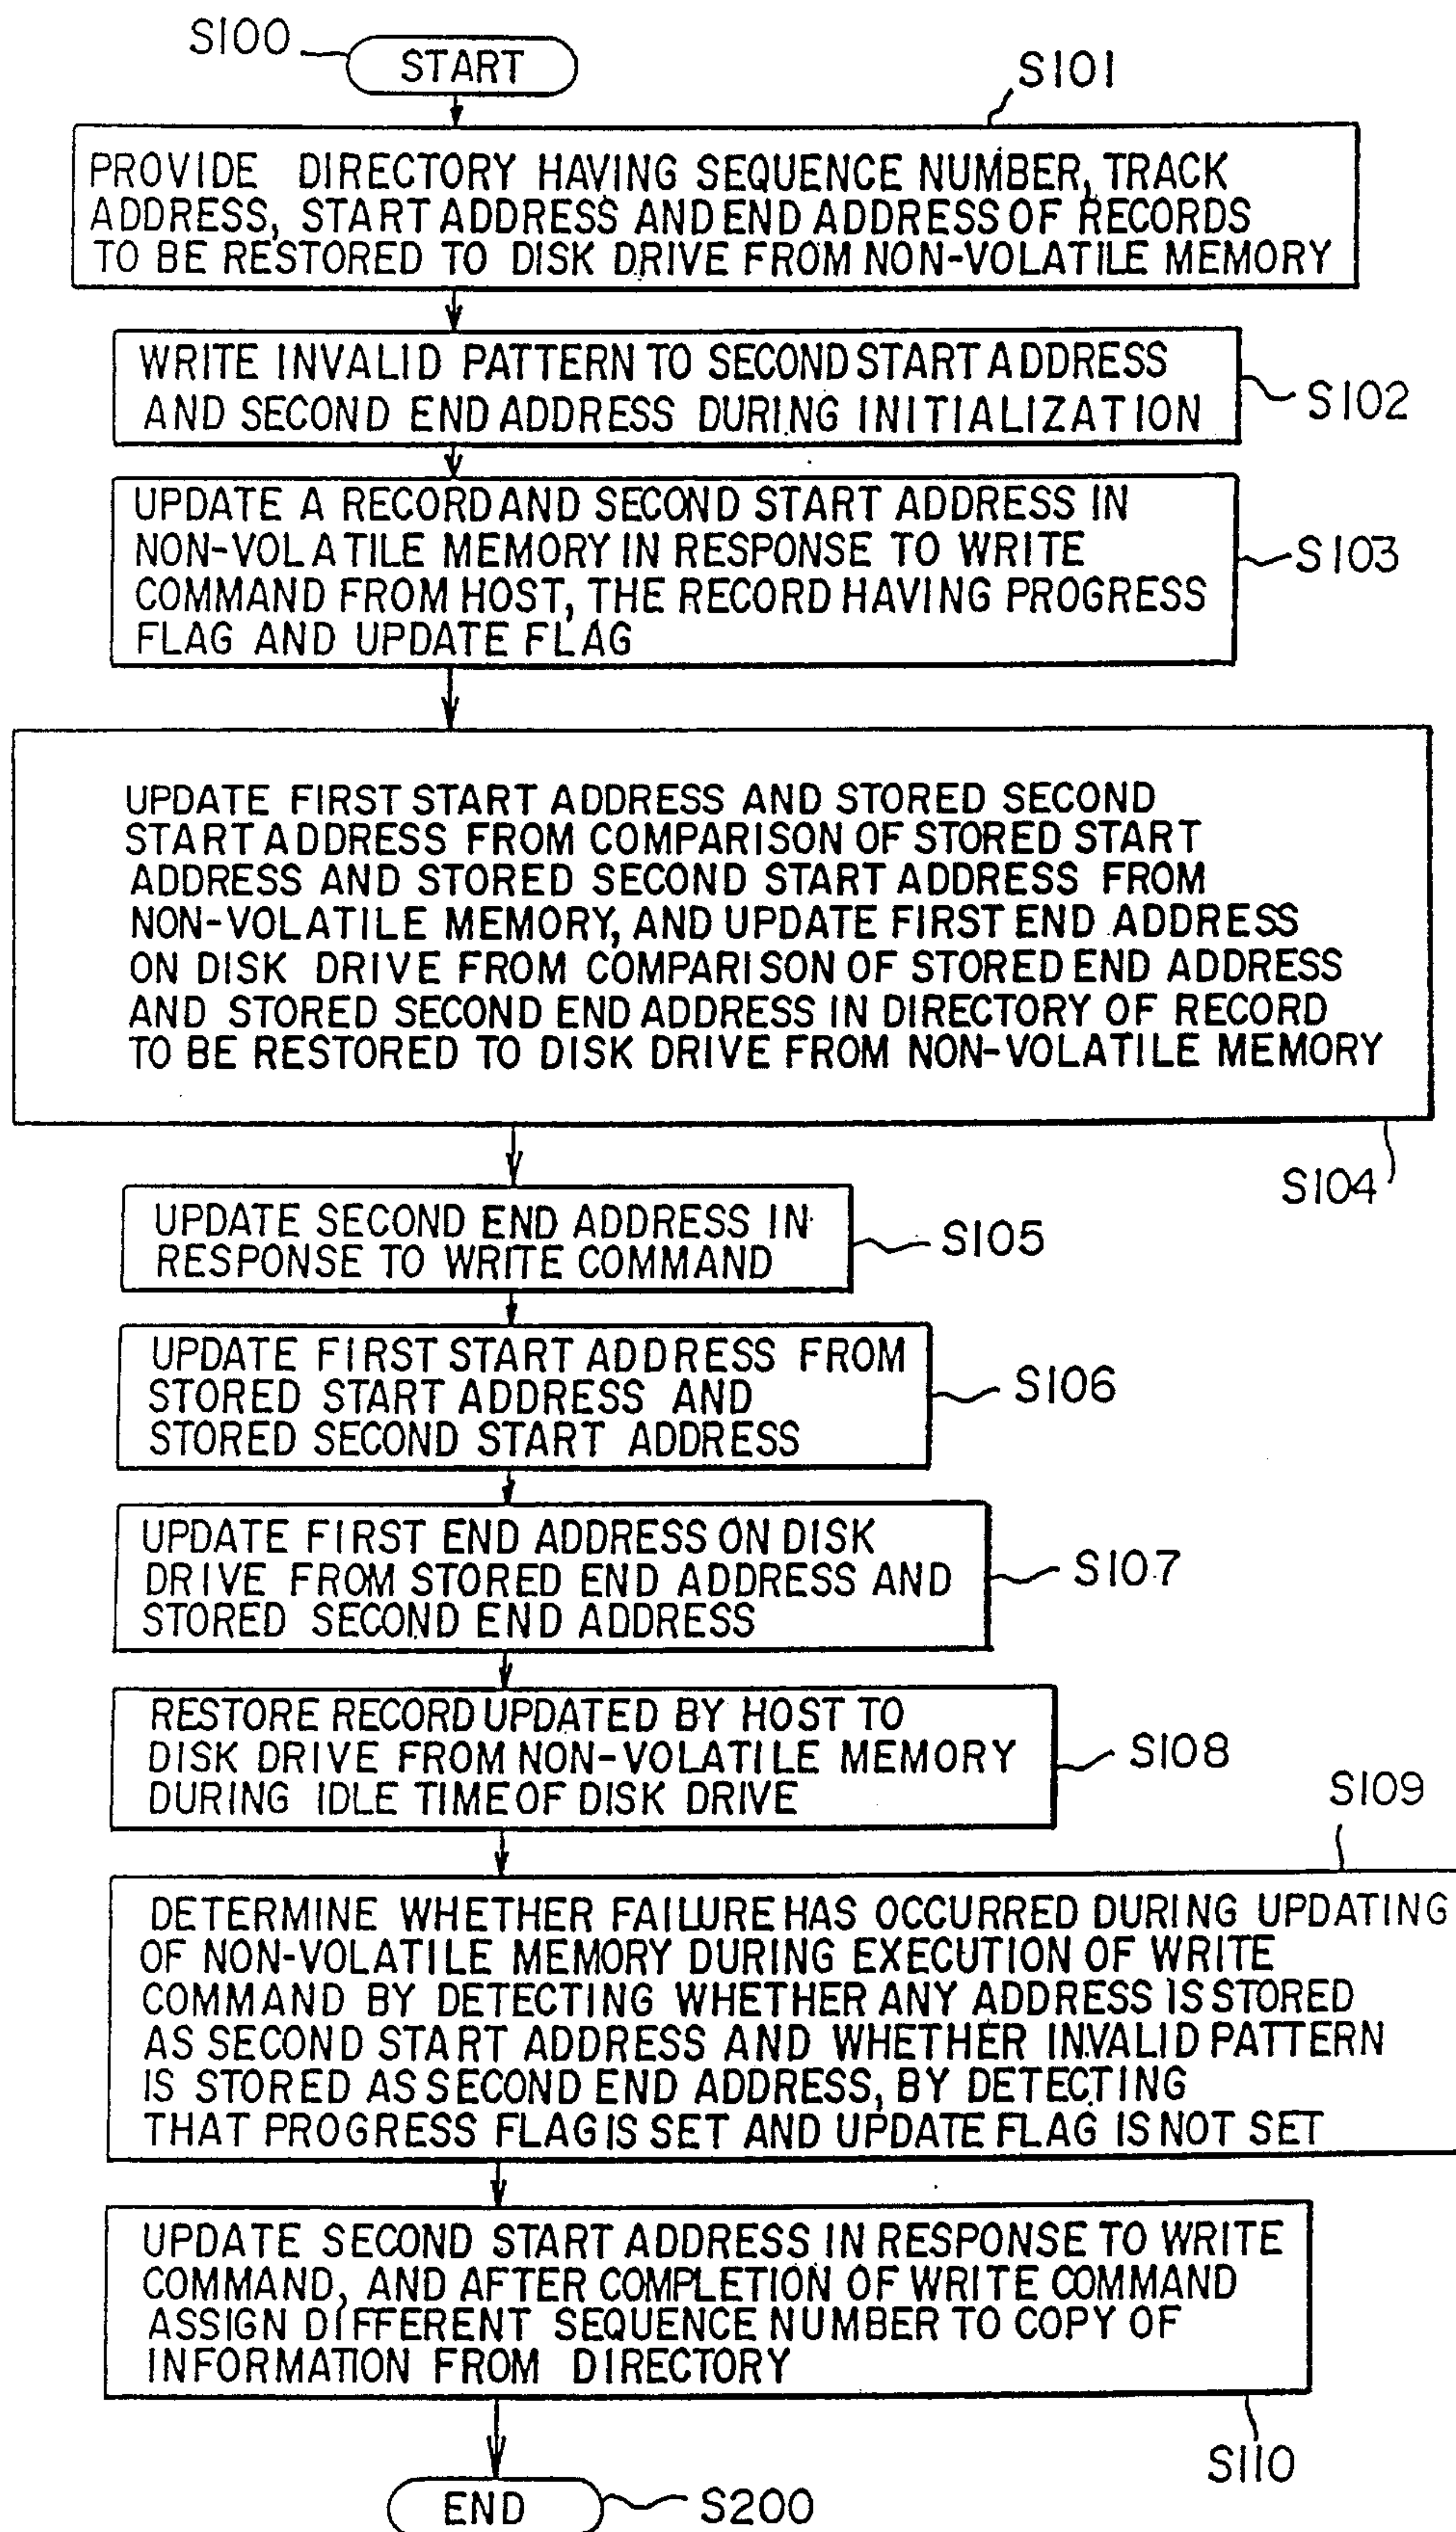 S100
START
S101
PROVIDE DIRECTORY HAVING SEQUENCE NUMBER, TRACK
ADDRESS, START ADDRESS AND END ADDRESS OF RECORDS
TO BE RESTORED TO DISK DRIVE FROM NON-VOLATILE MEMORY
WRITE INVALID PATTERN TO SECOND START ADDRESS
AND SECOND END ADDRESS DURING INITIALIZATION
S102
UPDATE A RECORD AND SECOND START ADDRESS IN
NON-VOLATILE MEMORY IN RESPONSE TO WRITE
COMMAND FROM HOST, THE RECORD HAVING PROGRESS
FLAG AND UPDATE FLAG
S103
UPDATE FIRST START ADDRESS AND STORED SECOND
START ADDRESS FROM COMPARISON OF STORED START
ADDRESS AND STORED SECOND START ADDRESS FROM
NON-VOLATILE MEMORY, AND UPDATE FIRST END ADDRESS
ON DISK DRIVE FROM COMPARISON OF STORED END ADDRESS
AND STORED SECOND END ADDRESS IN DIRECTORY OF RECORD
TO BE RESTORED TO DISK DRIVE FROM NON-VOLATILE MEMORY
S104
UPDATE SECOND END ADDRESS IN
RESPONSE TO WRITE COMMAND
S105
UPDATE FIRST START ADDRESS FROM
STORED START ADDRESS AND
STORED SECOND START ADDRESS
S106
UPDATE FIRST END ADDRESS ON DISK
DRIVE FROM STORED END ADDRESS AND
STORED SECOND END ADDRESS
S107
RESTORE RECORD UPDATED BY HOST TO
DISK DRIVE FROM NON-VOLATILE MEMORY
DURING IDLE TIME OF DISK DRIVE
S108
S109
DETERMINE WHETHER FAILURE HAS OCCURRED DURING UPDATING
OF NON-VOLATILE MEMORY DURING EXECUTION OF WRITE
COMMAND BY DETECTING WHETHER ANY ADDRESS IS STORED
AS SECOND START ADDRESS AND WHETHER INVALID PATTERN
IS STORED AS SECOND END ADDRESS, BY DETECTING
THAT PROGRESS FLAG IS SET AND UPDATE FLAG IS NOT SET
UPDATE SECOND START ADDRESS IN RESPONSE TO WRITE
COMMAND, AND AFTER COMPLETION OF WRITE COMMAND
ASSIGN DIFFERENT SEQUENCE NUMBER TO COPY OF
INFORMATION FROM DIRECTORY
S110
END
S200